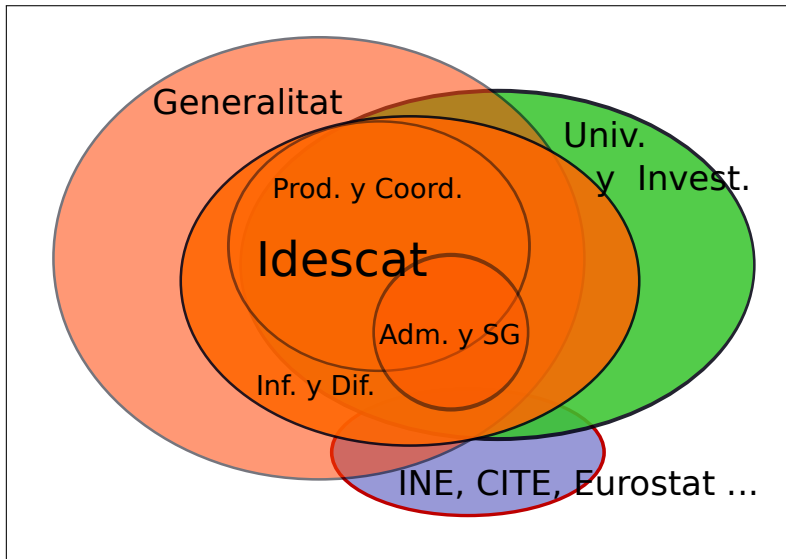 Generalitat
Univ.
y Invest.
Prod. y Coord.
Idescat
Adm. y SG
Inf. y Dif.
INE, CITE, Eurostat ...